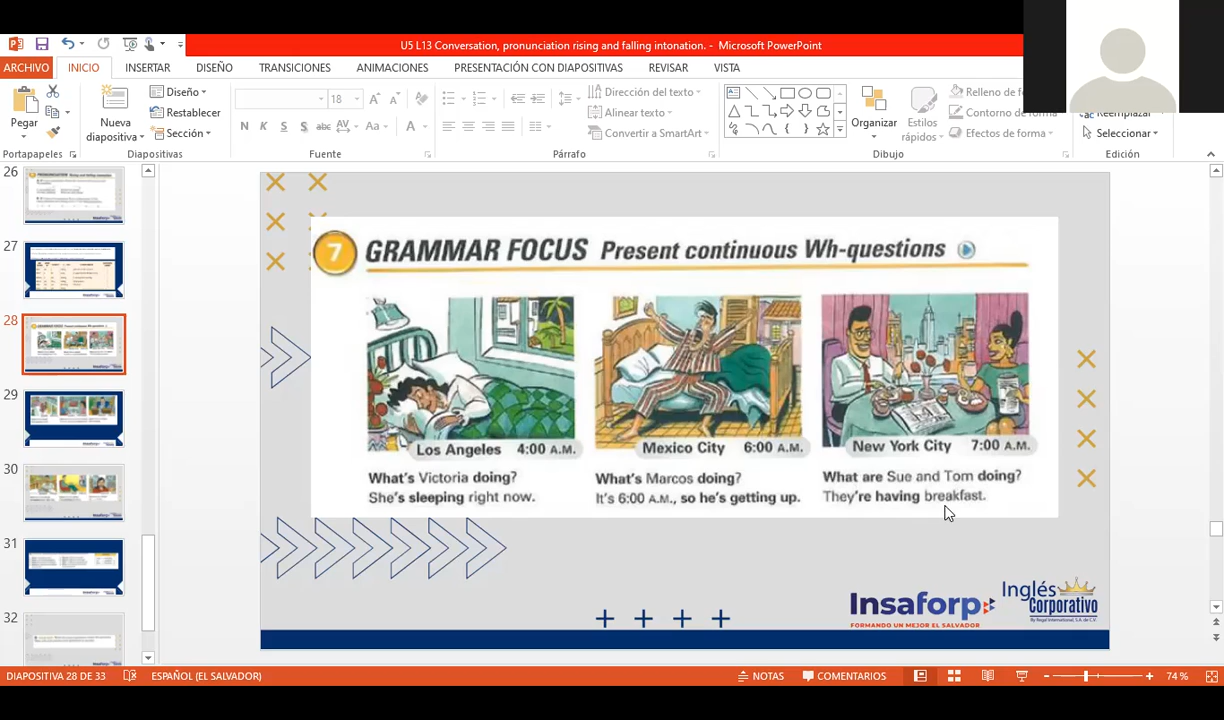 U5 L13 Conversation, pronunciation rising and falling intonation. - Microsoft PowerPoint
ARCHIVO INICIO INSERTAR DISEÑO TRANSICIONES ANIMACIONES PRESENTACIÓN CON DIAPOSITIVAS REVISAR VISTA
Pegar
Nueva diapositiva
Diseño
Restablecer
Sección
18
N K S S abc AV Aa A
Dirección del texto
Alinear texto
Convertir a SmartArt
Organizar
Estilos rápidos
Relleno de f
Contorno de forma
Efectos de forma
Reemplazar
Seleccionar
Portapapeles Diapositivas Fuente Párrafo Dibujo Edición
26
27
28
29
30
31
32
7 GRAMMAR FOCUS Present continuous Wh-questions
Los Angeles 4:00 A.M.
What's Victoria doing?
She's sleeping right now.
Mexico City 6:00 A.M.
What's Marcos doing?
It's 6:00 A.M., so he's getting up.
New York City 7:00 A.M.
What are Sue and Tom doing?
They're having breakfast.
Insaforp
FORMANDO UN MEJOR EL SALVADOR
Inglés
Corporativo
By Regal International, S.A. de C.V.
DIAPOSITIVA 28 DE 33 ESPAÑOL (EL SALVADOR) NOTAS COMENTARIOS 74 %